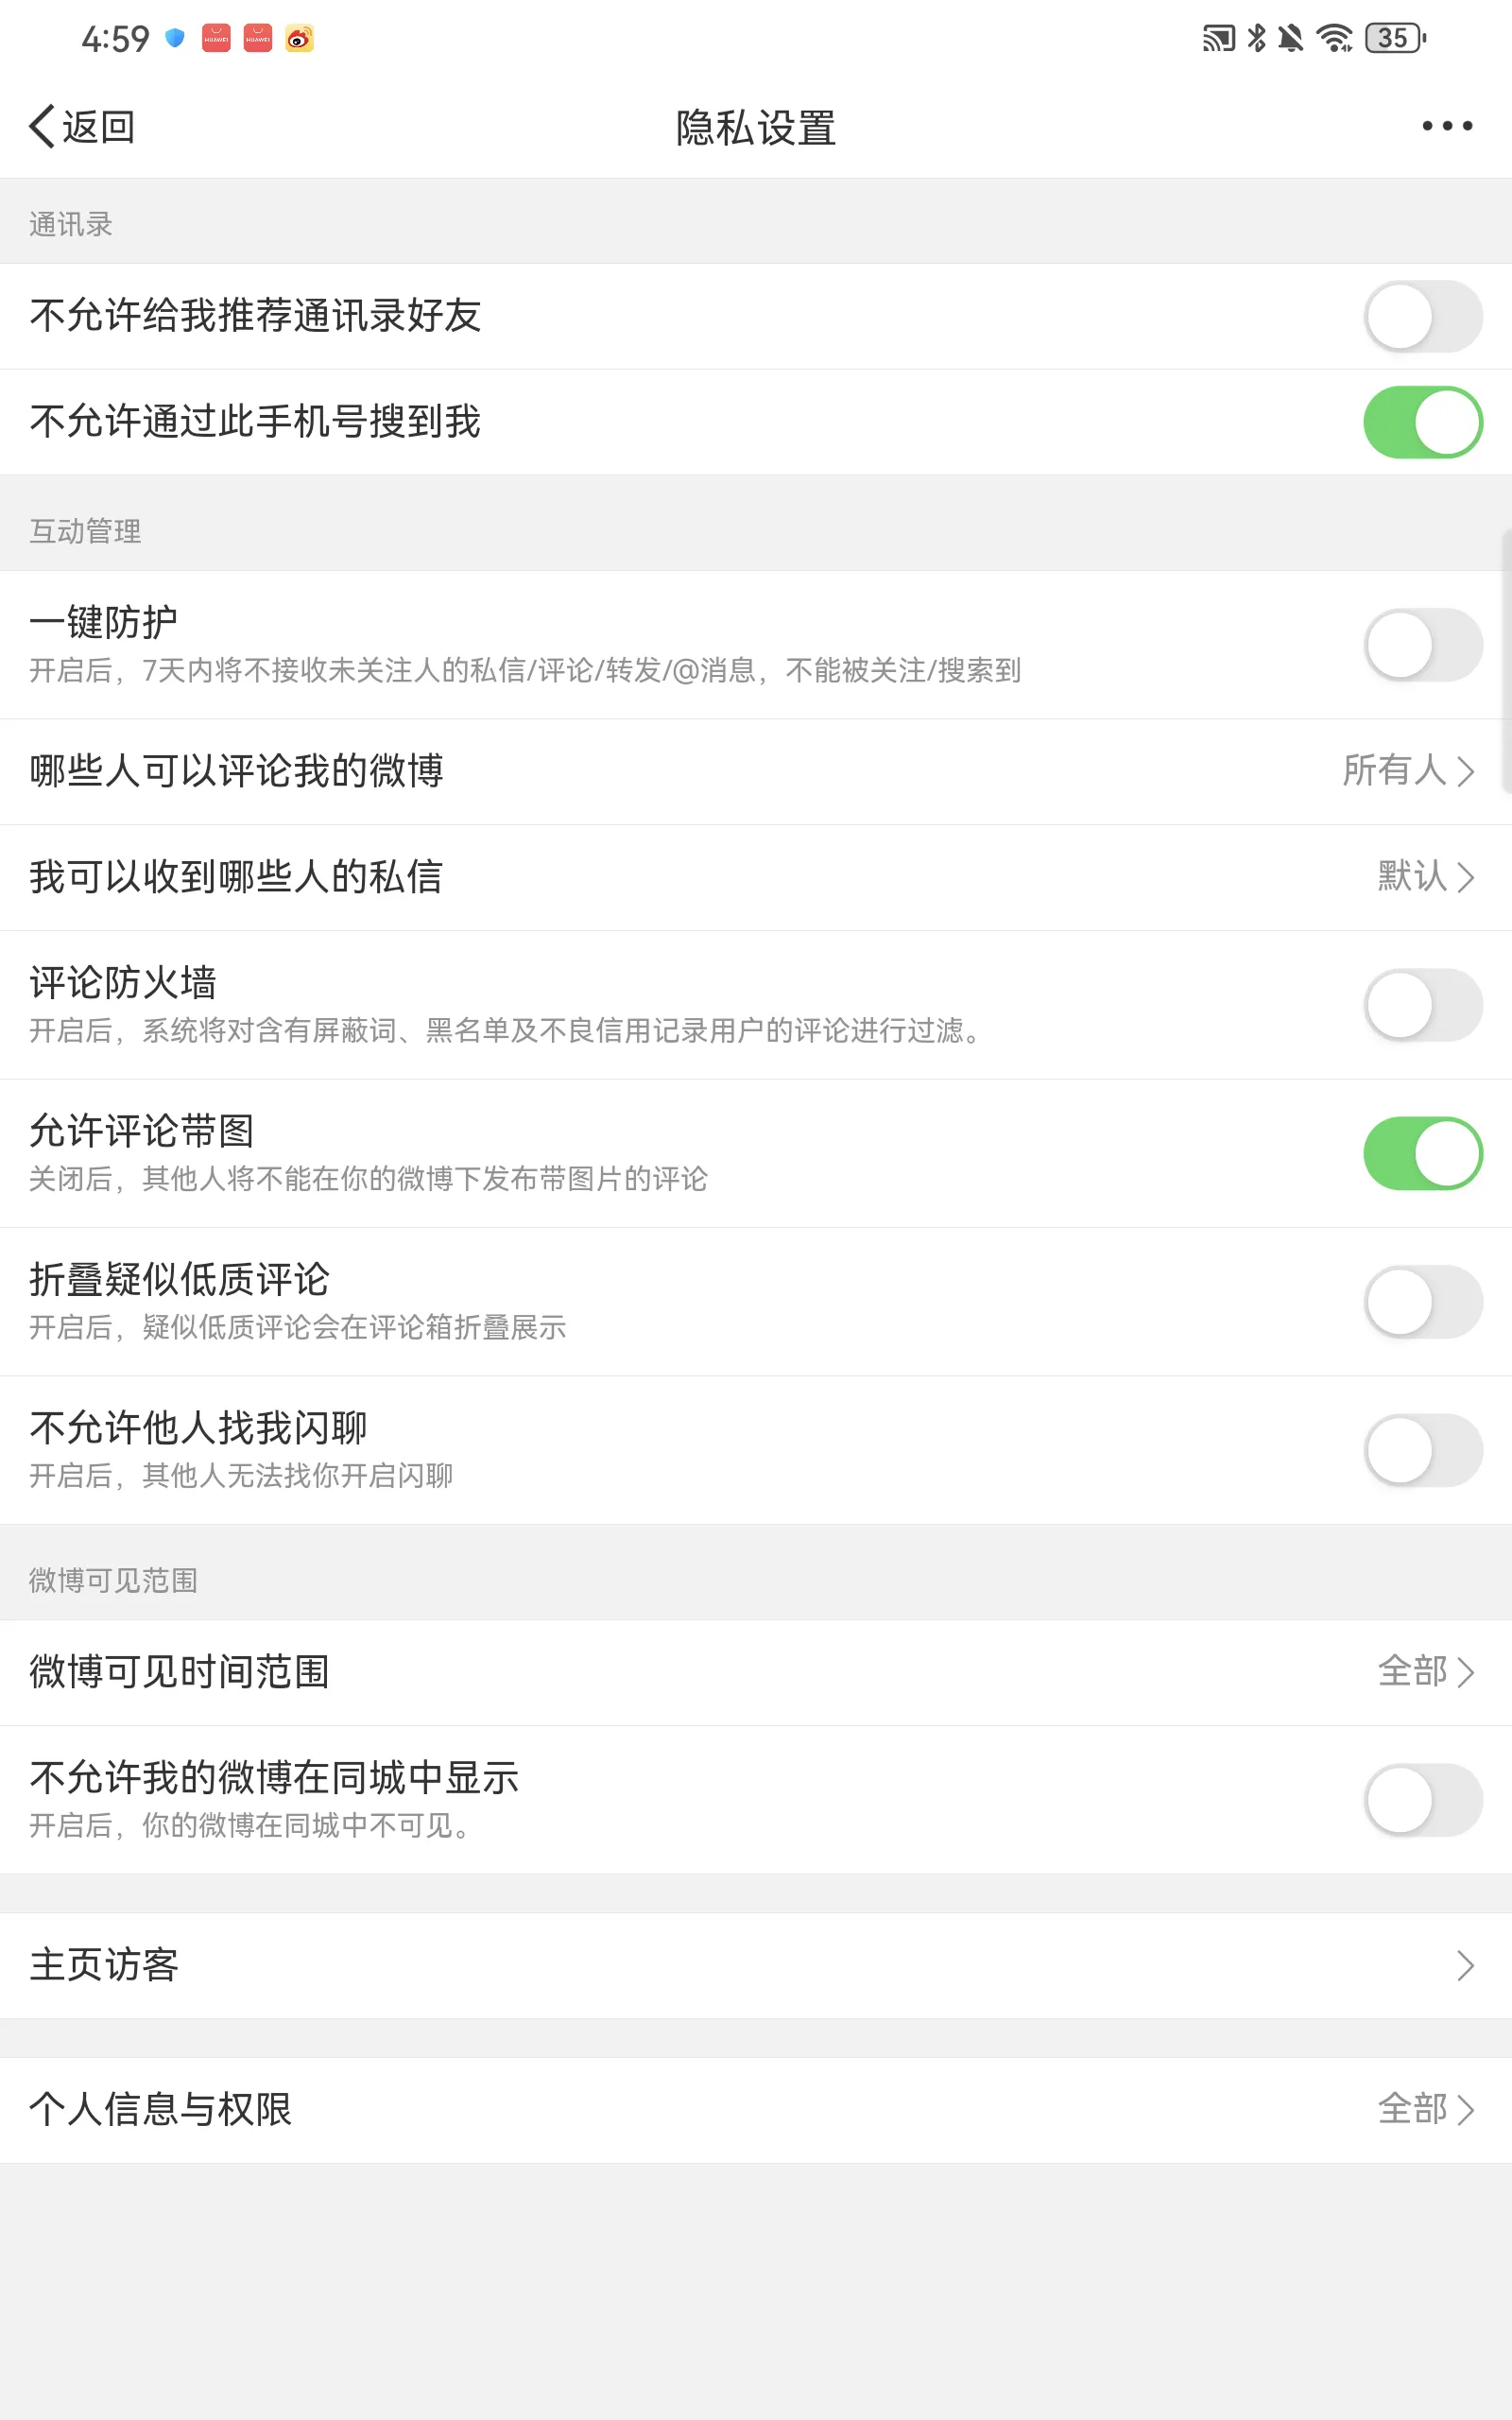 4:59
HUAWEI
HUAWEI
35
返回
隐私设置
通讯录
不允许给我推荐通讯录好友
不允许通过此手机号搜到我
互动管理
一键防护
开启后，7天内将不接收未关注人的私信/评论/转发/@消息，不能被关注/搜索到
哪些人可以评论我的微博
所有人
我可以收到哪些人的私信
默认
评论防火墙
开启后，系统将对含有屏蔽词、黑名单及不良信用记录用户的评论进行过滤。
允许评论带图
关闭后，其他人将不能在你的微博下发布带图片的评论
折叠疑似低质评论
开启后，疑似低质评论会在评论箱折叠展示
不允许他人找我闪聊
开启后，其他人无法找你开启闪聊
微博可见范围
微博可见时间范围
全部
不允许我的微博在同城中显示
开启后，你的微博在同城中不可见。
主页访客
个人信息与权限
全部